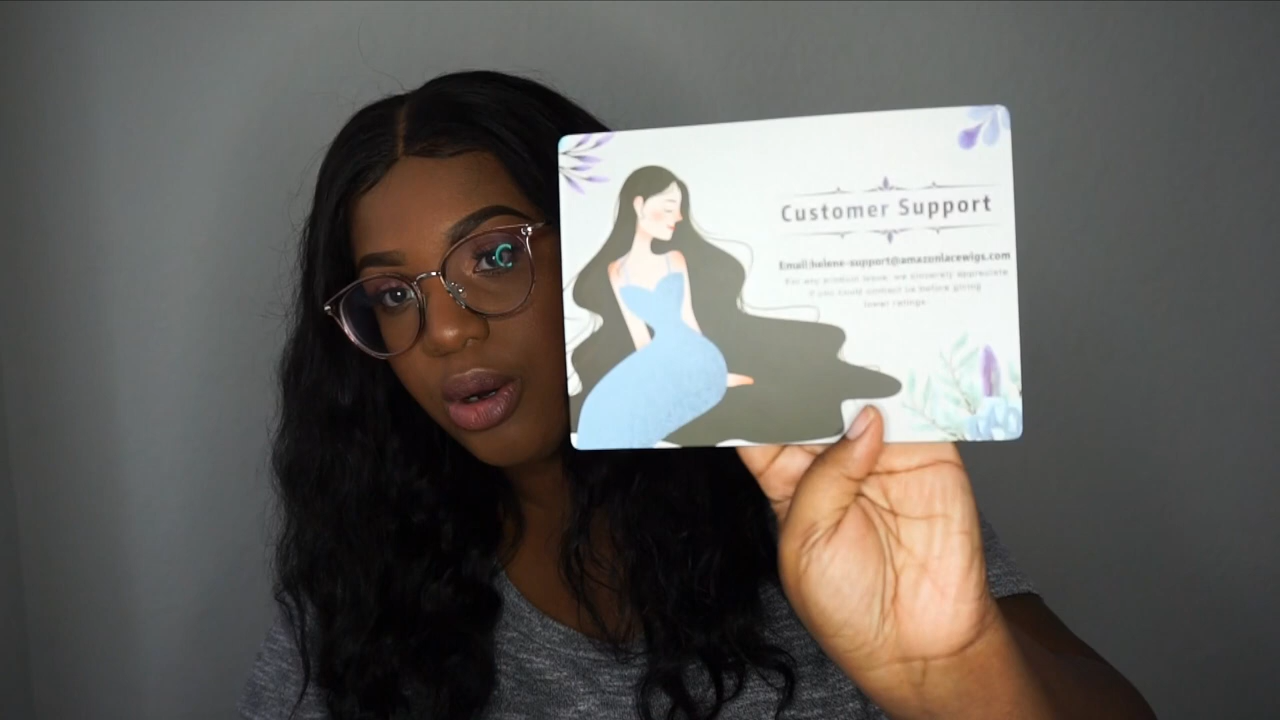 Customer Support
Email:helene-support@amazonlacewigs.com
For any product issue, we sincerely appreciate
if you could contact us before giving
lower ratings.